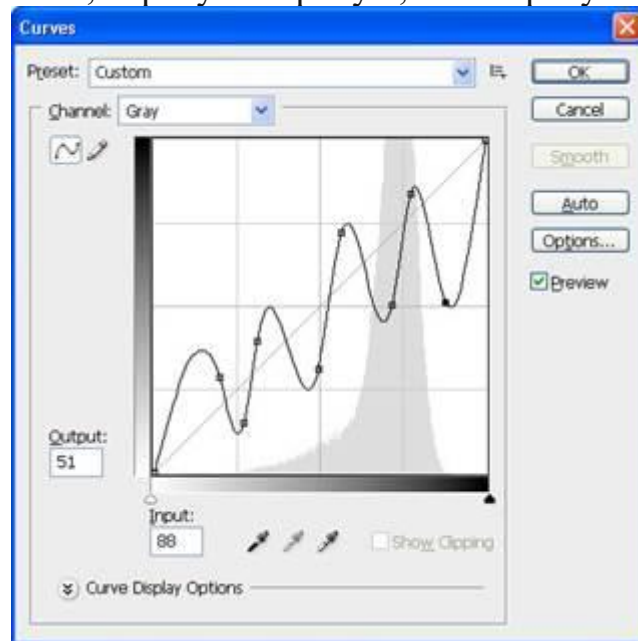 Curves
Preset: Custom
OK
Channel: Gray
Cancel
Smooth
Auto
Options...
Preview
Output:
51
Input:
88
Show Clipping
Curve Display Options